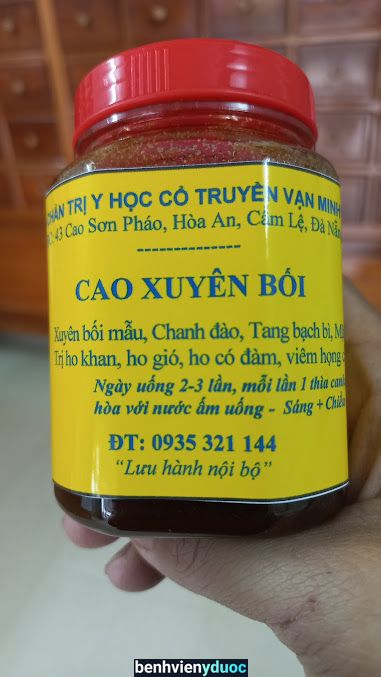 CHẨN TRỊ Y HỌC CỔ TRUYỀN VẠN MINH
43 Cao Sơn Pháo, Hòa An, Cẩm Lệ, Đà Nẵn
--------------
CAO XUYÊN BỐI
Xuyên bối mẫu, Chanh đào, Tang bạch bì,
Trị ho khan, ho gió, ho có đàm, viêm họng
Ngày uống 2-3 lần, mỗi lần 1 thìa canh
hòa với nước ấm uống - Sáng + Chiều
ĐT: 0935 321 144
“Lưu hành nội bộ”
benhvienyduoc